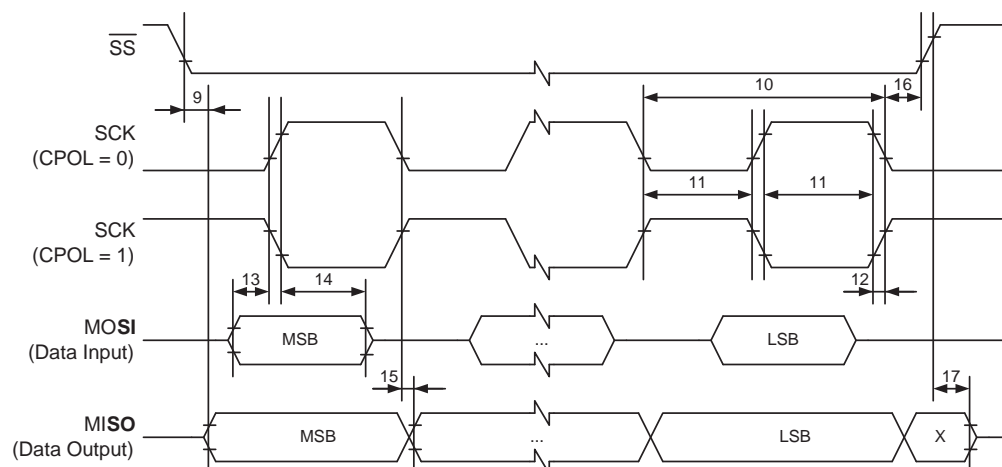 SS
9
10
16
SCK
(CPOL = 0)
11
11
SCK
(CPOL = 1)
13
14
12
MOSI
(Data Input)
MSB
...
LSB
15
17
MISO
(Data Output)
MSB
...
LSB
X